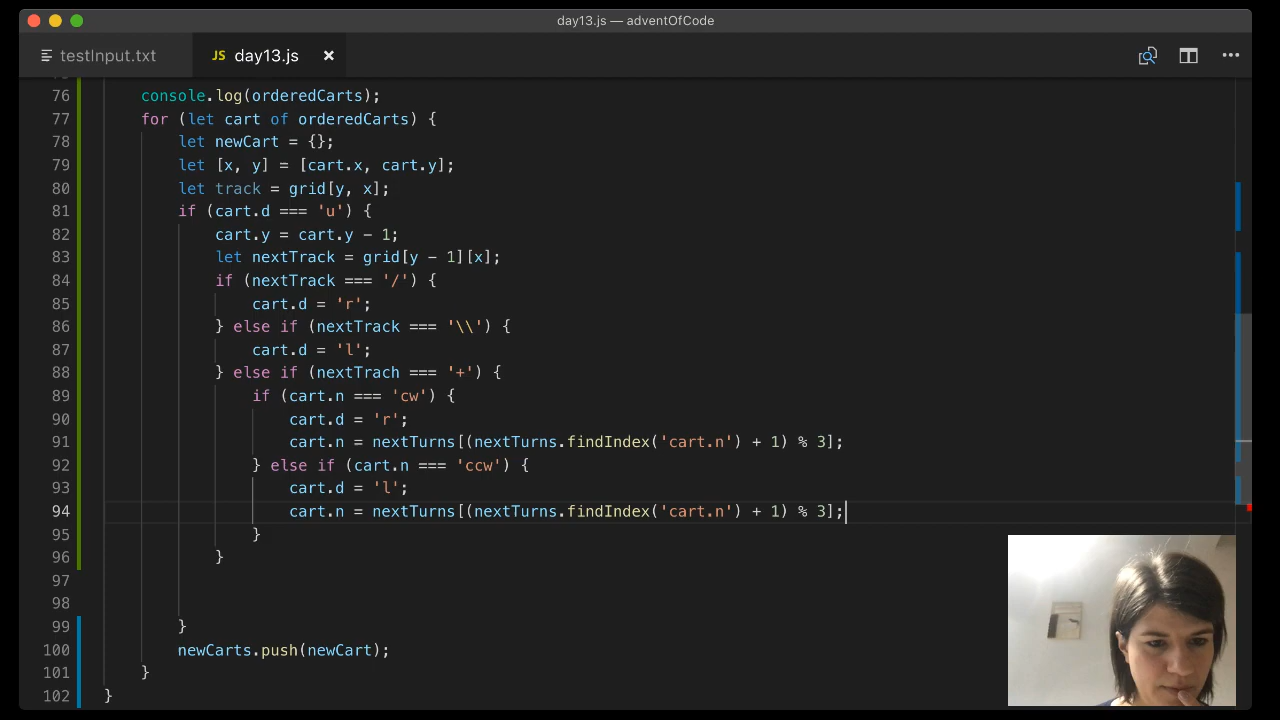 day13.js — adventOfCode
testInput.txt JS day13.js
76 console.log(orderedCarts);
77 for (let cart of orderedCarts) {
78 let newCart = {};
79 let [x, y] = [cart.x, cart.y];
80 let track = grid[y, x];
81 if (cart.d === 'u') {
82 cart.y = cart.y - 1;
83 let nextTrack = grid[y - 1][x];
84 if (nextTrack === '/') {
85 cart.d = 'r';
86 } else if (nextTrack === '\\') {
87 cart.d = 'l';
88 } else if (nextTrach === '+') {
89 if (cart.n === 'cw') {
90 cart.d = 'r';
91 cart.n = nextTurns[(nextTurns.findIndex('cart.n') + 1) % 3];
92 } else if (cart.n === 'ccw') {
93 cart.d = 'l';
94 cart.n = nextTurns[(nextTurns.findIndex('cart.n') + 1) % 3];
95 }
96 }
97
98
99 }
100 newCarts.push(newCart);
101 }
102 }